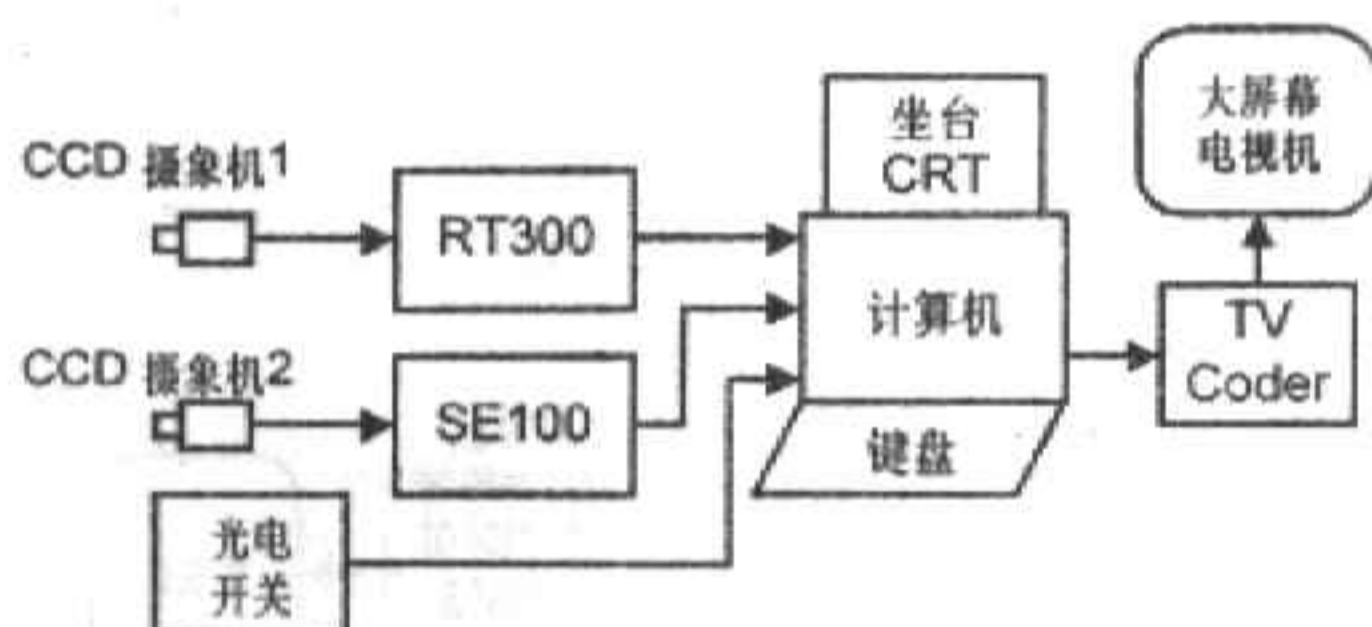 CCD 摄象机1
RT300
坐台
CRT
大屏幕
电视机
计算机
CCD 摄象机2
SE100
键盘
TV
Coder
光电
开关